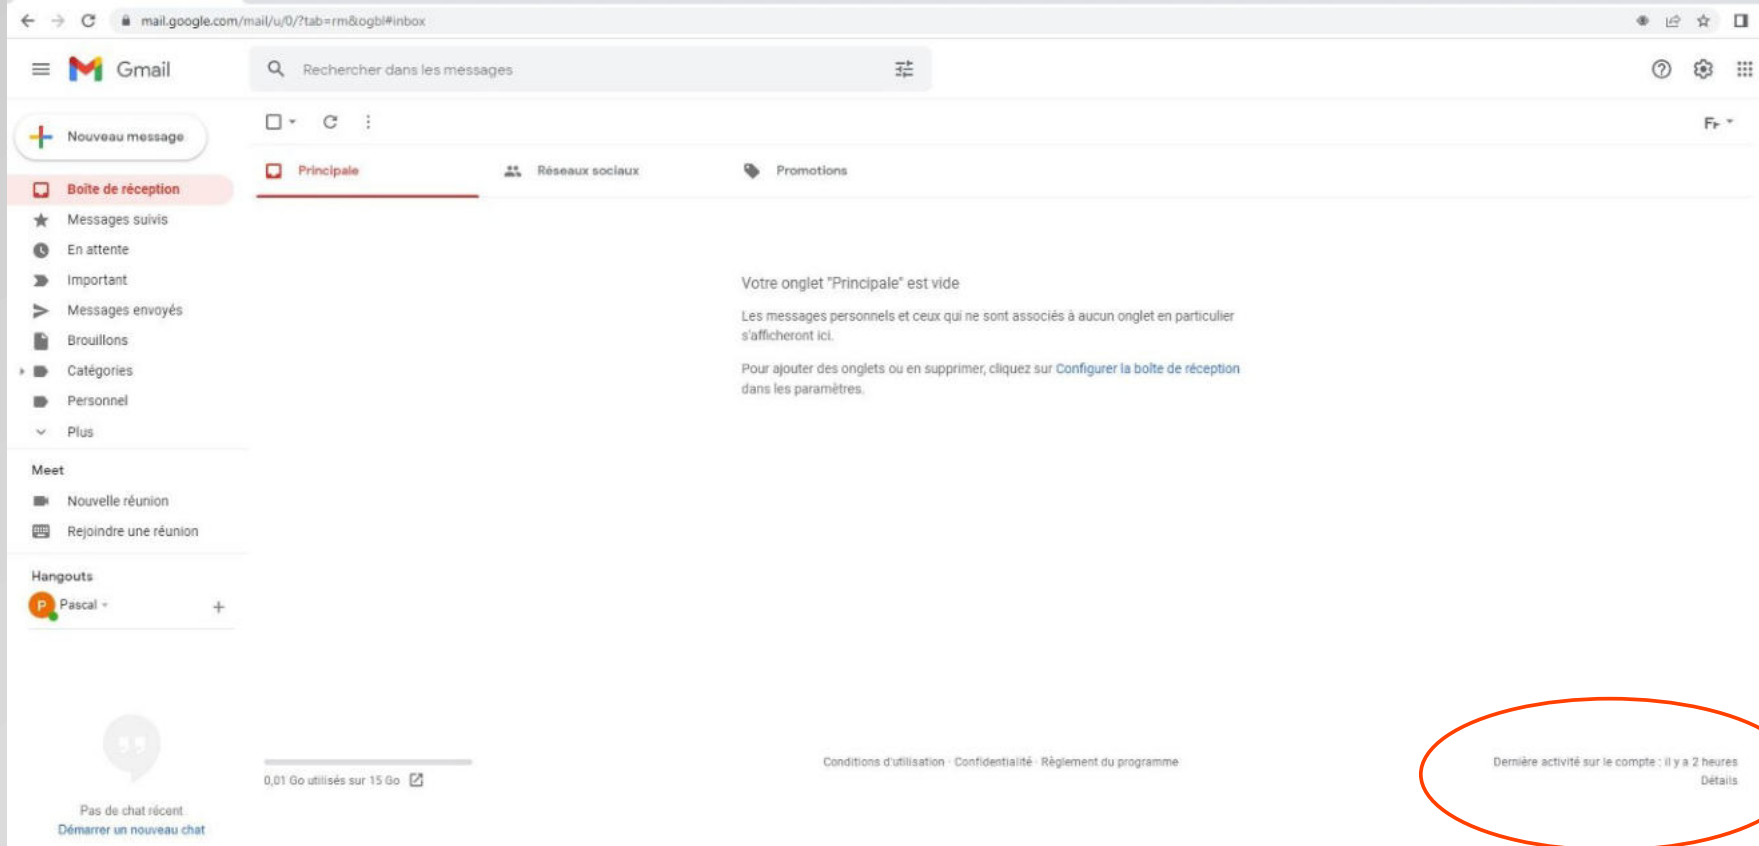 mail.google.com/mail/u/0/?tab=rm&ogbl#inbox
Gmail
Rechercher dans les messages
Nouveau message
Fr
Principale
Réseaux sociaux
Promotions
Boîte de réception
Messages suivis
En attente
Important
Messages envoyés
Brouillons
Catégories
Personnel
Plus
Meet
Nouvelle réunion
Rejoindre une réunion
Hangouts
P
Pascal
Pas de chat récent
Démarrer un nouveau chat
Votre onglet "Principale" est vide
Les messages personnels et ceux qui ne sont associés à aucun onglet en particulier
s'afficheront ici.
Pour ajouter des onglets ou en supprimer, cliquez sur Configurer la boîte de réception
dans les paramètres.
0,01 Go utilisés sur 15 Go
Conditions d'utilisation · Confidentialité · Règlement du programme
Dernière activité sur le compte : il y a 2 heures
Détails